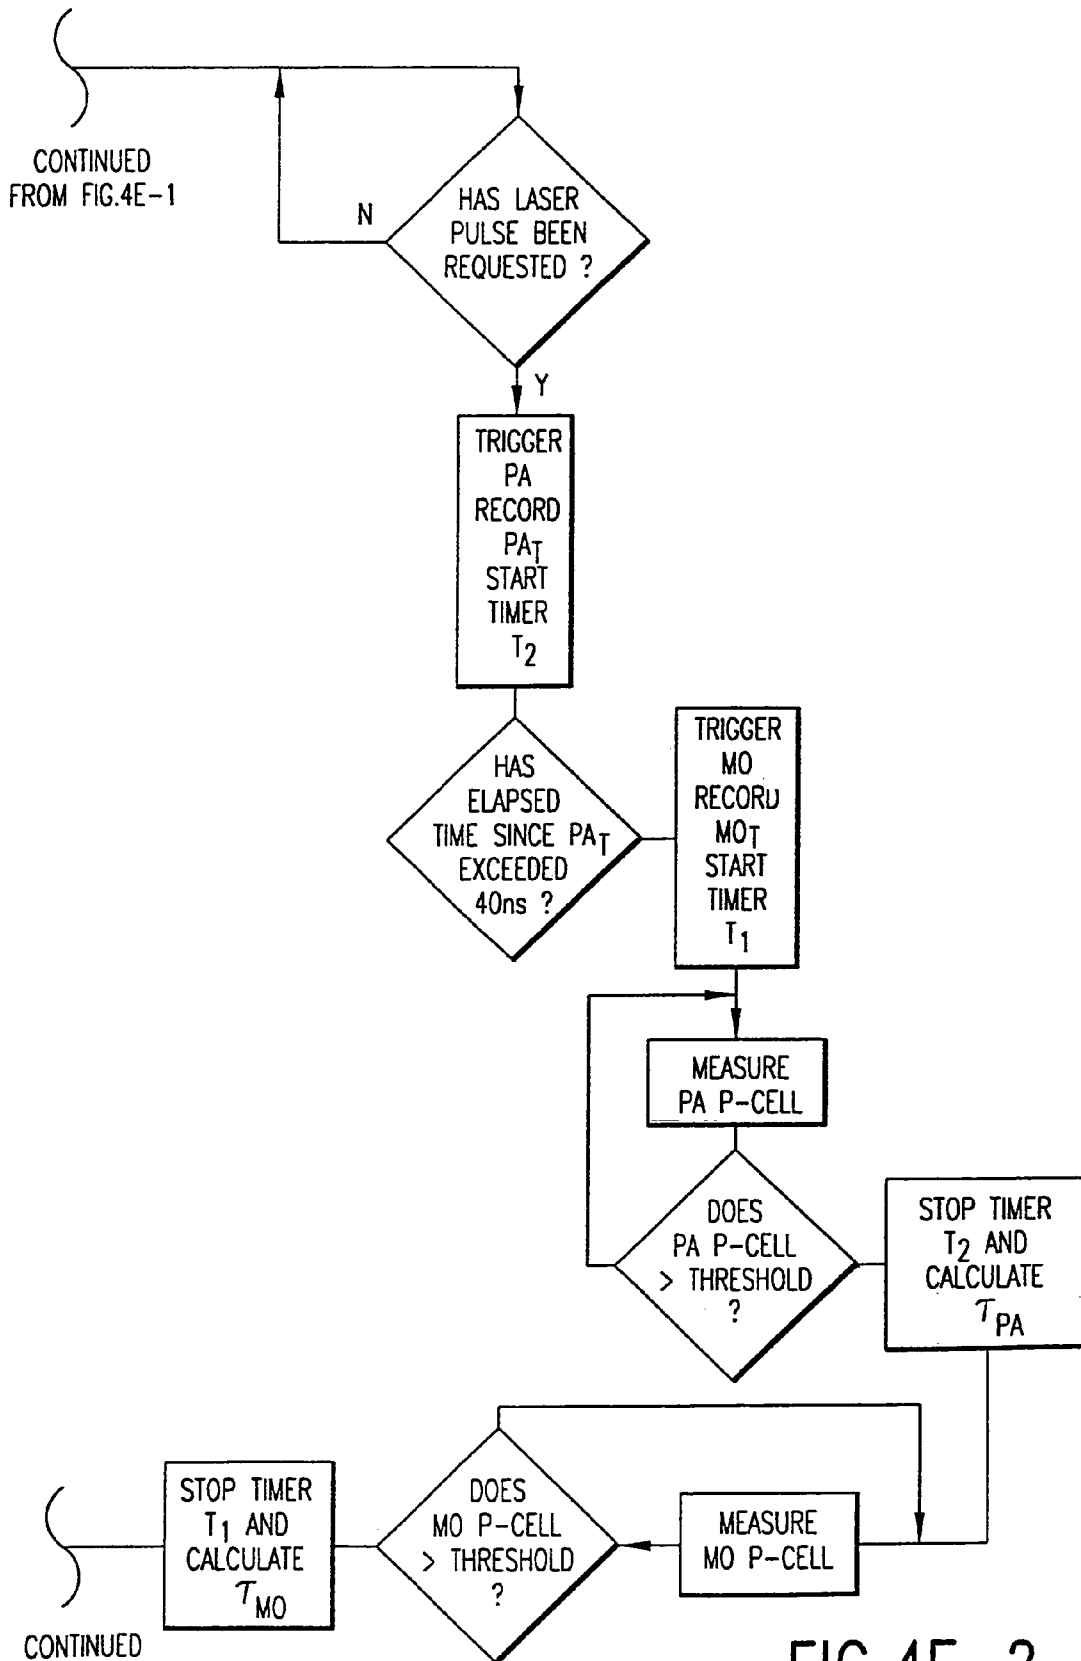 CONTINUED
FROM FIG.4E-1
HAS LASER
PULSE BEEN
REQUESTED ?
N
Y
TRIGGER
PA
RECORD
PAT
START
TIMER
T2
HAS
ELAPSED
TIME SINCE PAT
EXCEEDED
40ns ?
TRIGGER
MO
RECORD
MOT
START
TIMER
T1
MEASURE
PA P-CELL
DOES
PA P-CELL
> THRESHOLD
?
STOP TIMER
T2 AND
CALCULATE
τPA
MEASURE
MO P-CELL
DOES
MO P-CELL
> THRESHOLD
?
STOP TIMER
T1 AND
CALCULATE
τMO
CONTINUED